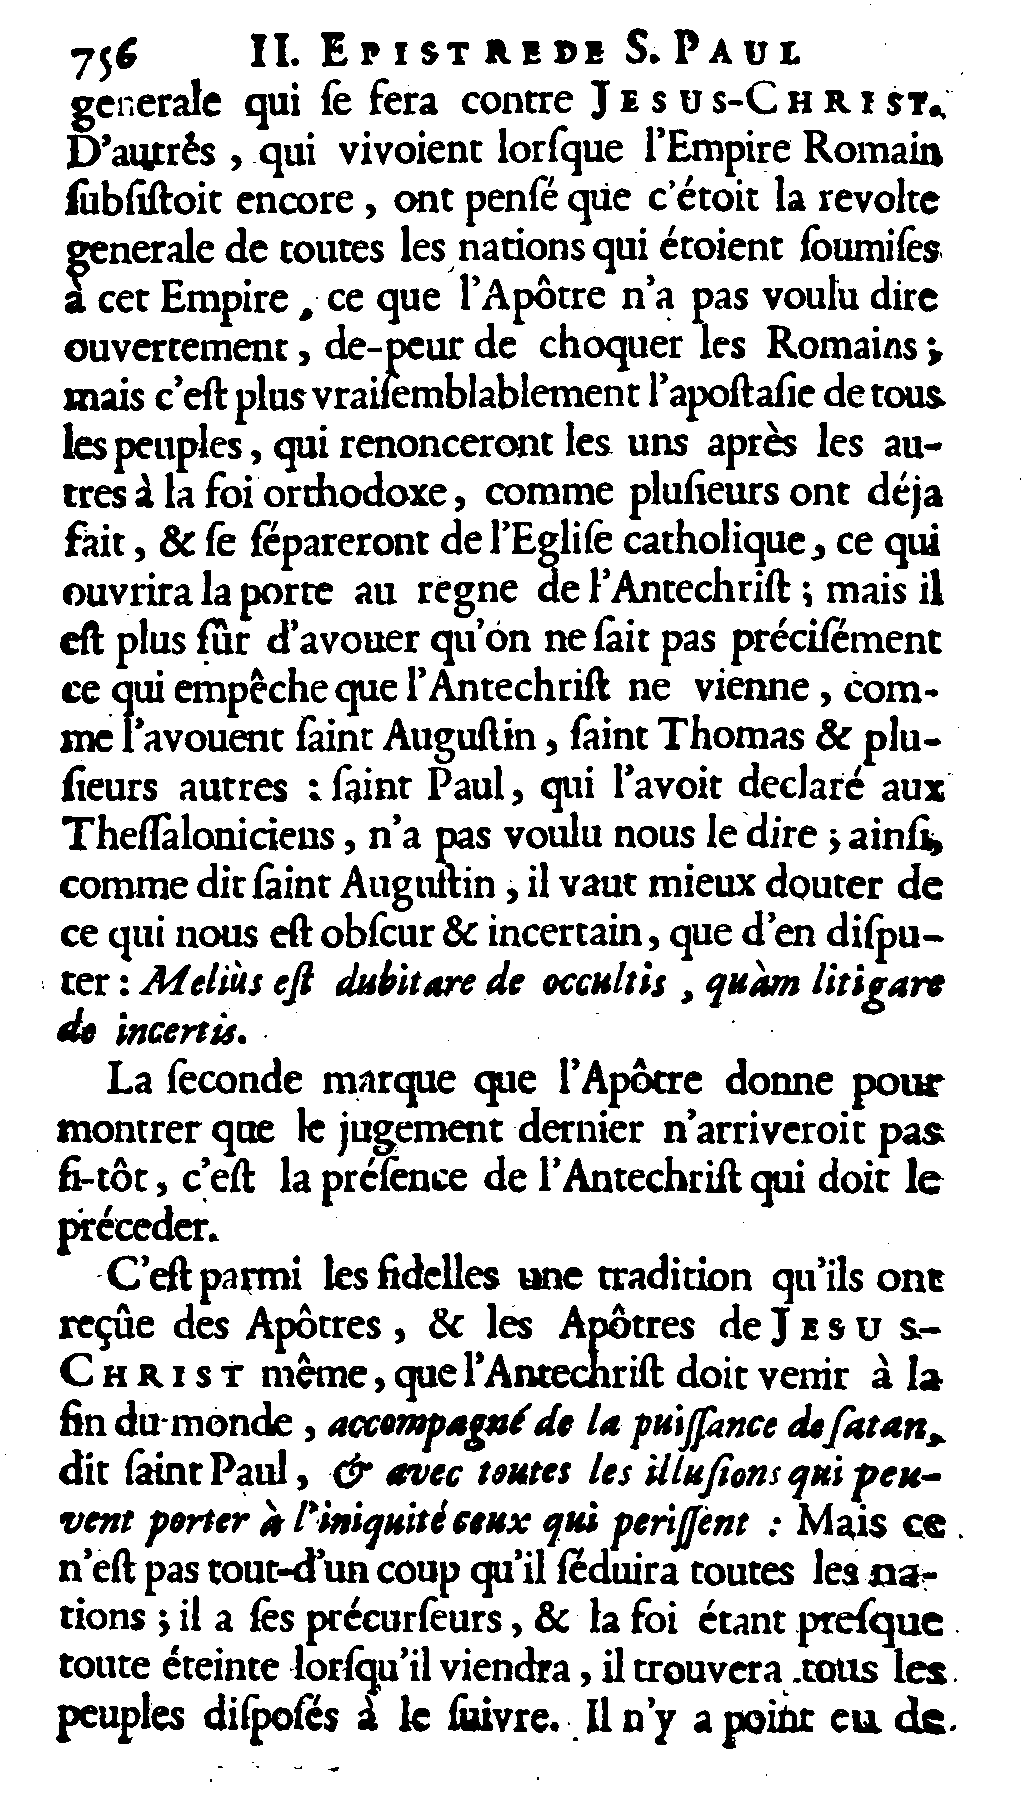 756 II. EPISTRE DE S. PAUL
generale qui ſe fera contre JESUS-CHRIST.
D'autrés, qui vivoient lorſque l'Empire Romain
ſubſiſtoit encore, ont penſé que c'étoit la revolte
generale de toutes les nations qui étoient ſoumiſes
à cet Empire, ce que l'Apôtre n'a pas voulu dire
ouvertement, de-peur de choquer les Romains;
mais c'eſt plus vraiſemblablement l'apoſtaſie de tous
les peuples, qui renonceront les uns après les au-
tres à la foi orthodoxe, comme pluſieurs ont déja
fait, & ſe ſépareront de l'Egliſe catholique, ce qui
ouvrira la porte au regne de l'Antechriſt; mais il
eſt plus ſûr d'avouer qu'on ne ſait pas préciſément
ce qui empêche que l'Antechriſt ne vienne, com-
me l'avouent ſaint Auguſtin, ſaint Thomas & plu-
ſieurs autres: ſaint Paul, qui l'avoit declaré aux
Theſſaloniciens, n'a pas voulu nous le dire; ainſi,
comme dit ſaint Auguſtin, il vaut mieux douter de
ce qui nous eſt obſcur & incertain, que d'en diſpu-
ter: Meliùs eſt dubitare de occultis, quàm litigare
de incertis.
La ſeconde marque que l'Apôtre donne pour
montrer que le jugement dernier n'arriveroit pas
ſi-tôt, c'eſt la préſence de l'Antechriſt qui doit le
préceder.
C'eſt parmi les fidelles une tradition qu'ils ont
reçûe des Apôtres, & les Apôtres de JESUS-
CHRIST même, que l'Antechriſt doit venir à la
fin du monde, accompagné de la puiſſance de ſatan,
dit ſaint Paul, & avec toutes les illuſions qui peu-
vent porter à l'iniquité ceux qui periſſent: Mais ce
n'eſt pas tout-d'un coup qu'il ſéduira toutes les na-
tions; il a ſes précurſeurs, & la foi étant preſque
toute éteinte lorſqu'il viendra, il trouvera tous les
peuples diſpoſés à le ſuivre. Il n'y a point eu de